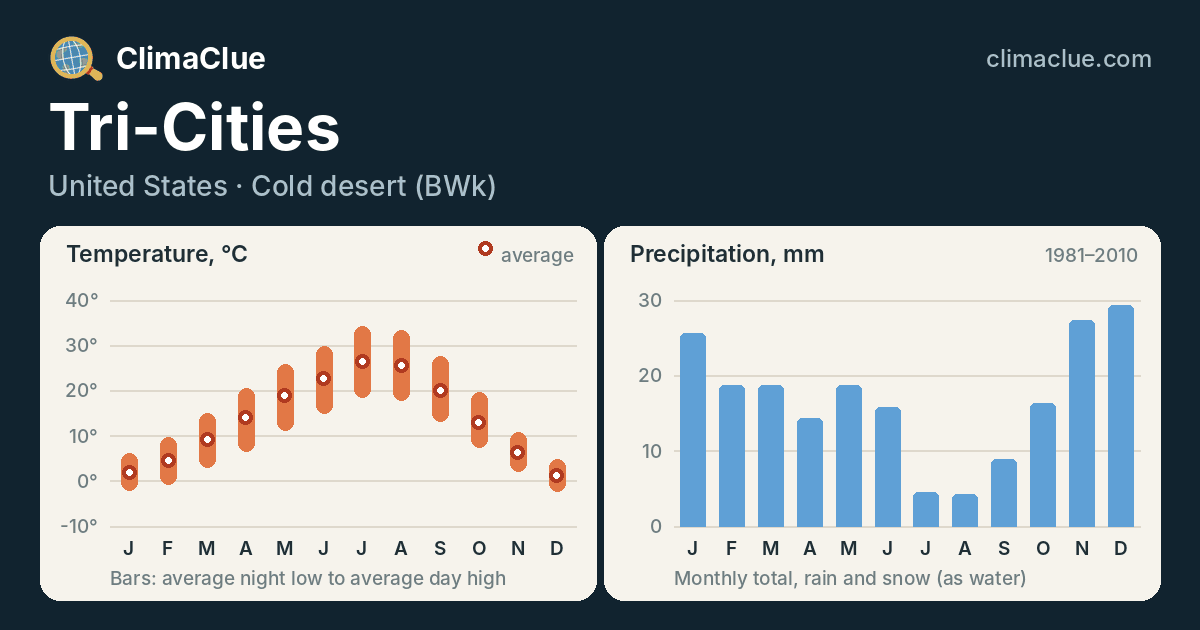 ClimaClue
climaclue.com
Tri-Cities
United States · Cold desert (BWk)
Temperature, °C
average
40°
30°
20°
10°
0°
-10°
J F M A M J J A S O N D
Bars: average night low to average day high
Precipitation, mm
1981–2010
30
20
10
0
J F M A M J J A S O N D
Monthly total, rain and snow (as water)